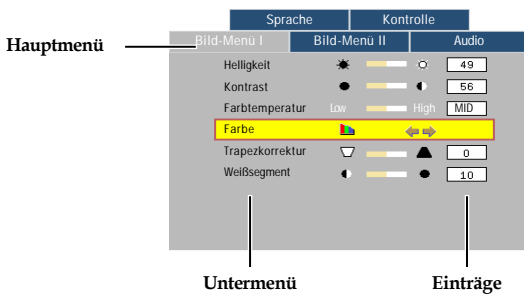 Sprache Kontrolle
Hauptmenü
Bild-Menü I Bild-Menü II Audio
Helligkeit 49
Kontrast 56
Farbtemperatur Low High MID
Farbe
Trapezkorrektur 0
Weißsegment 10
Untermenü Einträge